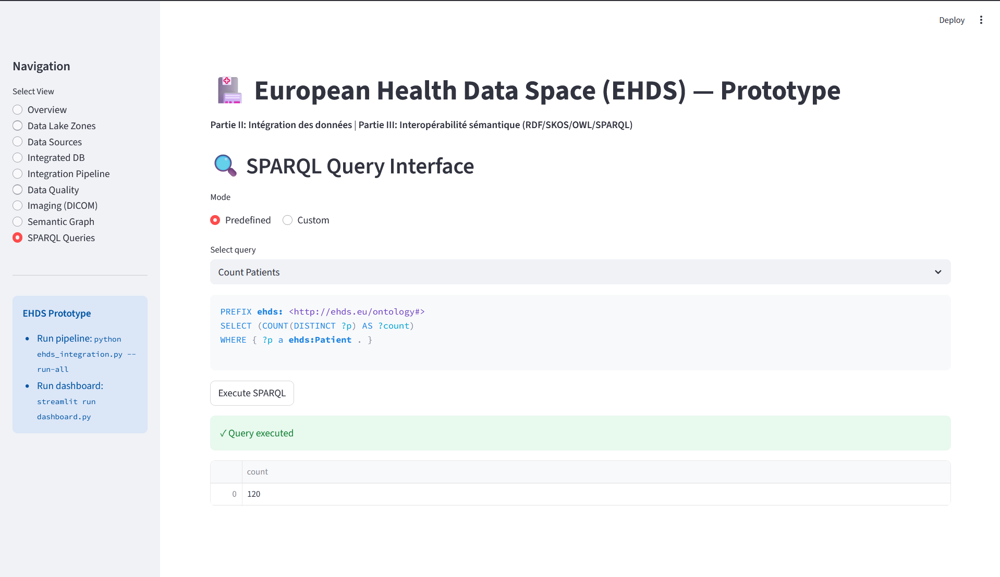 Deploy
Navigation
Select View
Overview
Data Lake Zones
Data Sources
Integrated DB
Integration Pipeline
Data Quality
Imaging (DICOM)
Semantic Graph
SPARQL Queries
EHDS Prototype
Run pipeline: python
ehds_integration.py --
run-all
Run dashboard:
streamlit run
dashboard.py
European Health Data Space (EHDS) — Prototype
Partie II: Intégration des données | Partie III: Interopérabilité sémantique (RDF/SKOS/OWL/SPARQL)
SPARQL Query Interface
Mode
Predefined Custom
Select query
Count Patients
PREFIX ehds: <http://ehds.eu/ontology#>
SELECT (COUNT(DISTINCT ?p) AS ?count)
WHERE { ?p a ehds:Patient . }
Execute SPARQL
✓ Query executed
count
0 120